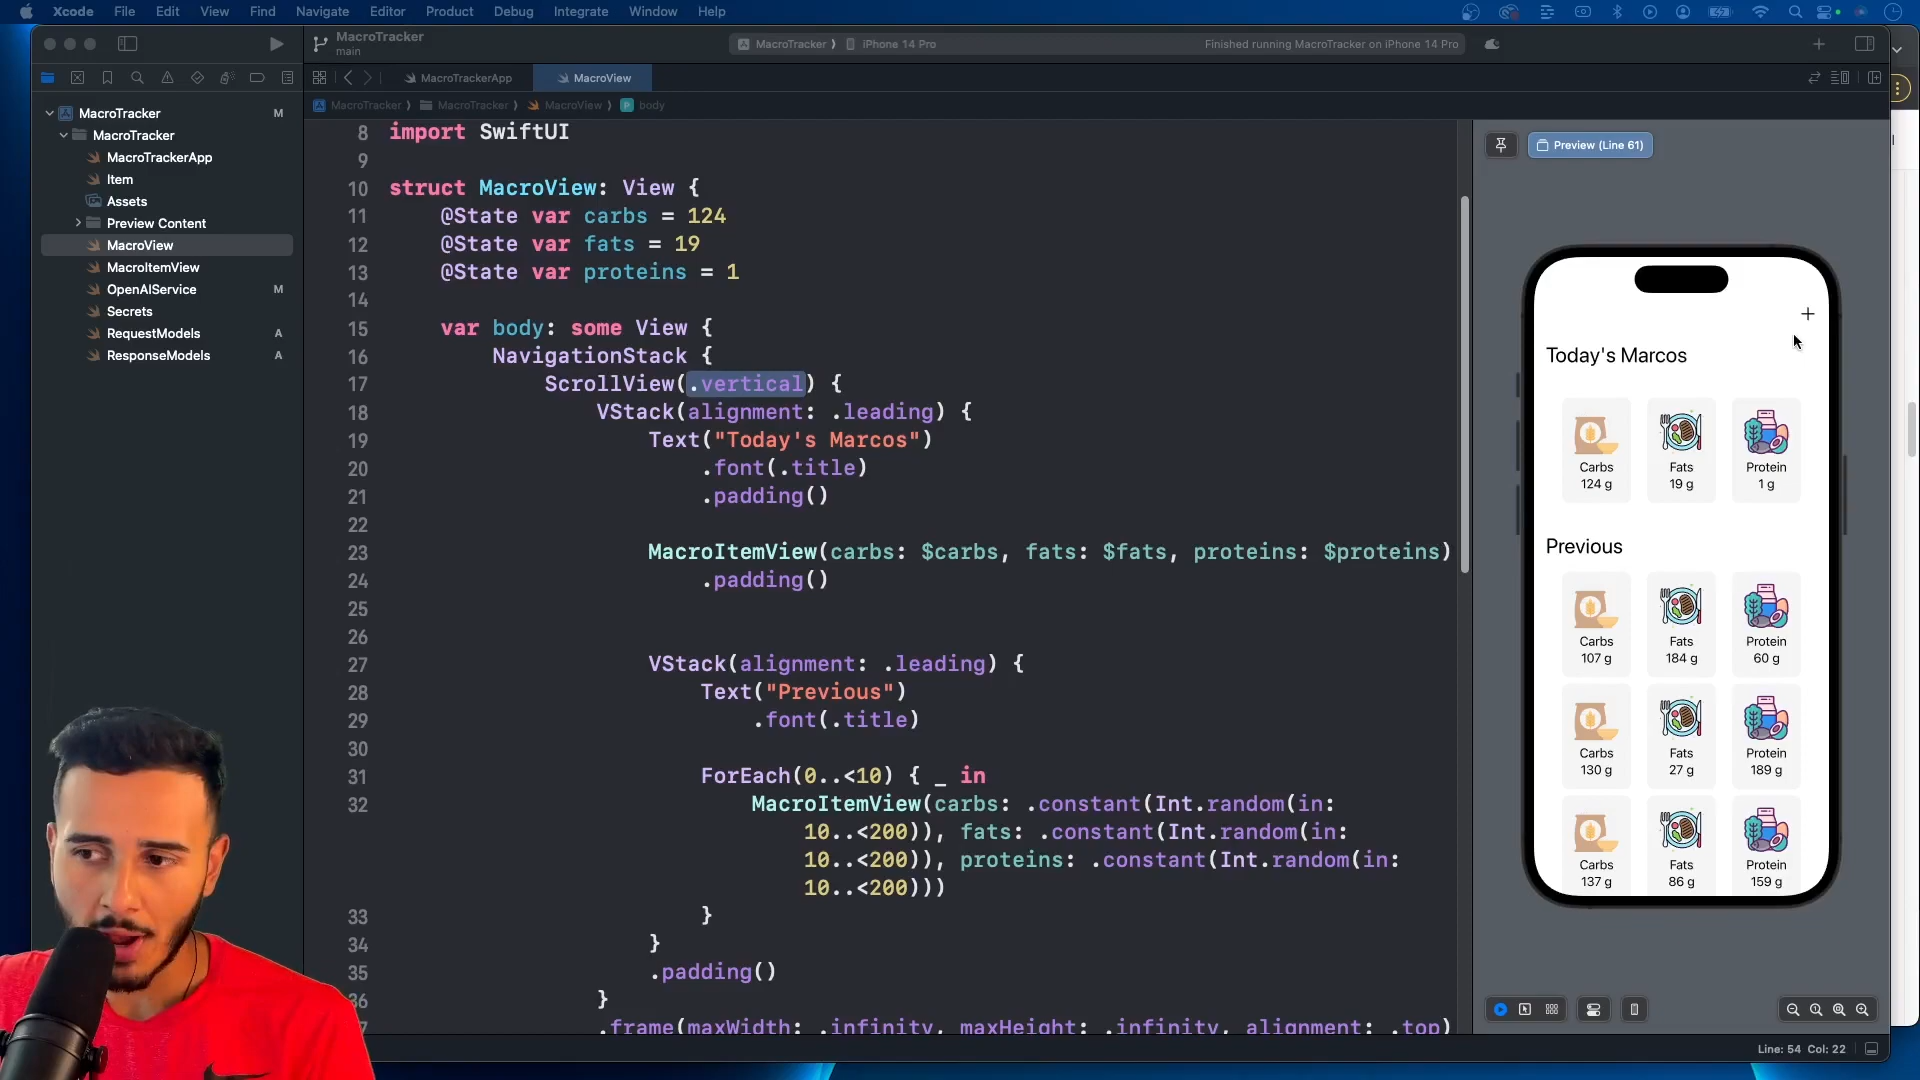 Xcode File Edit View Find Navigate Editor Product Debug Integrate Window Help
MacroTracker
main
MacroTracker ⟩ iPhone 14 Pro
Finished running MacroTracker on iPhone 14 Pro
MacroTrackerApp
MacroView
MacroTracker ⟩ MacroTracker ⟩ MacroView ⟩ P body
MacroTracker M
MacroTracker
MacroTrackerApp
Item
Assets
Preview Content
MacroView
MacroItemView
OpenAIService M
Secrets
RequestModels A
ResponseModels A
8 import SwiftUI
9
10 struct MacroView: View {
11 @State var carbs = 124
12 @State var fats = 19
13 @State var proteins = 1
14
15 var body: some View {
16 NavigationStack {
17 ScrollView(.vertical) {
18 VStack(alignment: .leading) {
19 Text("Today's Marcos")
20 .font(.title)
21 .padding()
22
23 MacroItemView(carbs: $carbs, fats: $fats, proteins: $proteins)
24 .padding()
25
26
27 VStack(alignment: .leading) {
28 Text("Previous")
29 .font(.title)
30
31 ForEach(0..<10) { _ in
32 MacroItemView(carbs: .constant(Int.random(in:
10..<200)), fats: .constant(Int.random(in:
10..<200)), proteins: .constant(Int.random(in:
10..<200)))
33 }
34 }
35 .padding()
36 }
.frame(maxWidth: .infinity, maxHeight: .infinity, alignment: .top)
Preview (Line 61)
+
Today's Marcos
Carbs Fats Protein
124 g 19 g 1 g
Previous
Carbs Fats Protein
107 g 184 g 60 g
Carbs Fats Protein
130 g 27 g 189 g
Carbs Fats Protein
137 g 86 g 159 g
Line: 54 Col: 22